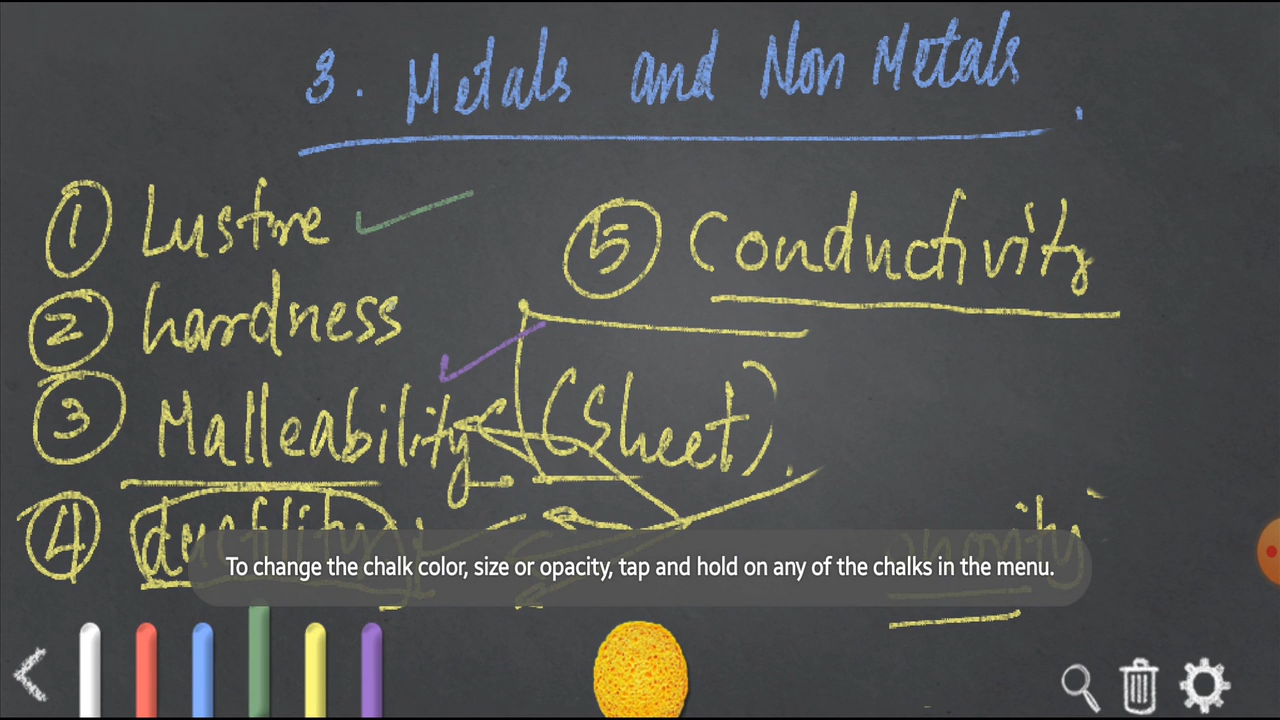 3. Metals and Non Metals.
① Lustre
⑤ Conductivity
② hardness
③ Malleability (Sheet).
④ ductility
To change the chalk color, size or opacity, tap and hold on any of the chalks in the menu.